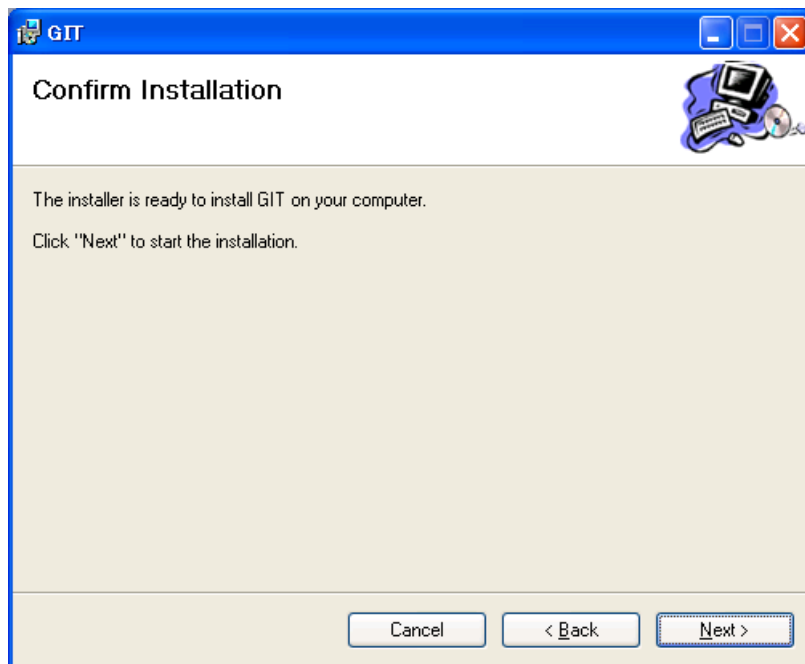 GIT
Confirm Installation
The installer is ready to install GIT on your computer.
Click "Next" to start the installation.
Cancel
< Back
Next >